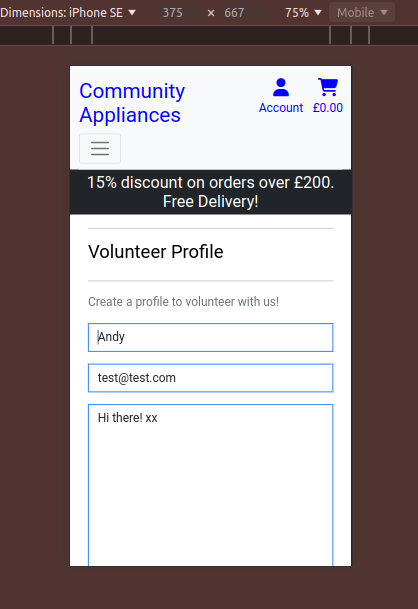 Dimensions: iPhone SE 375 × 667 75% Mobile
Community
Appliances
Account £0.00
15% discount on orders over £200.
Free Delivery!
Volunteer Profile
Create a profile to volunteer with us!
Andy
test@test.com
Hi there! xx